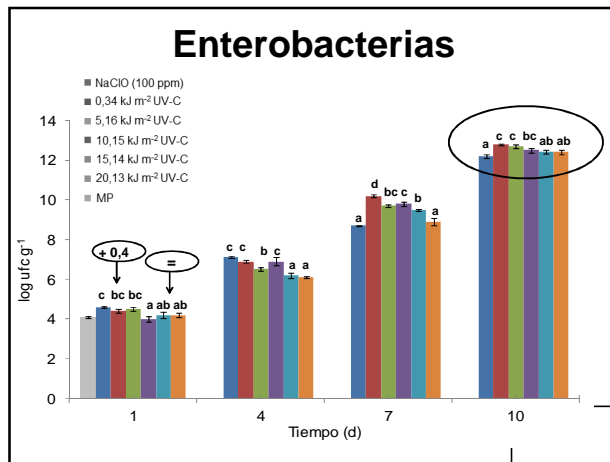 Enterobacterias
NaClO (100 ppm)
0,34 kJ m-2 UV-C
5,16 kJ m-2 UV-C
10,15 kJ m-2 UV-C
15,14 kJ m-2 UV-C
20,13 kJ m-2 UV-C
MP
log ufc g-1
14
12
10
8
6
4
2
0
+ 0,4
=
c bc bc a ab ab
c c b c a a
a d bc c b a
a c c bc ab ab
1 4 7 10
Tiempo (d)